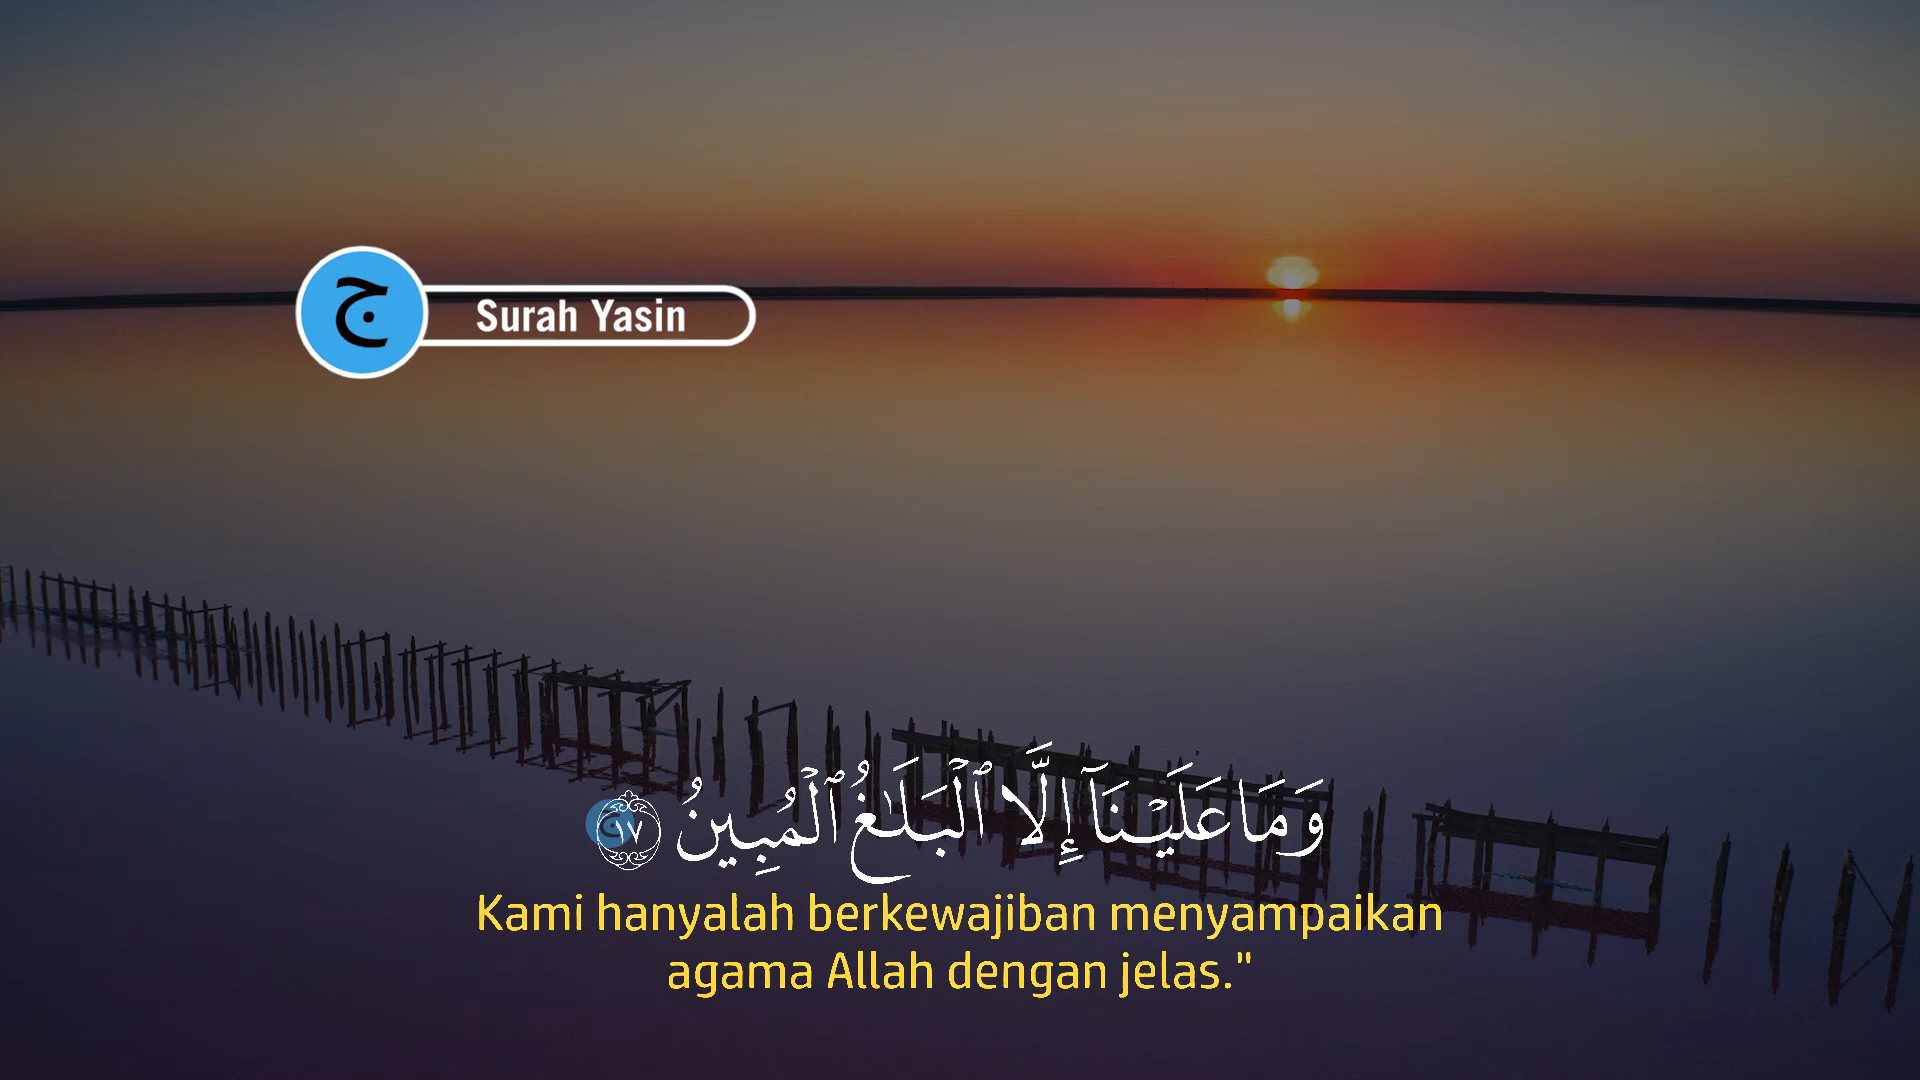 ج
Surah Yasin
وَمَا عَلَيْنَآ إِلَّا ٱلْبَلَـٰغُ ٱلْمُبِينُ ١٧
Kami hanyalah berkewajiban menyampaikan
agama Allah dengan jelas."